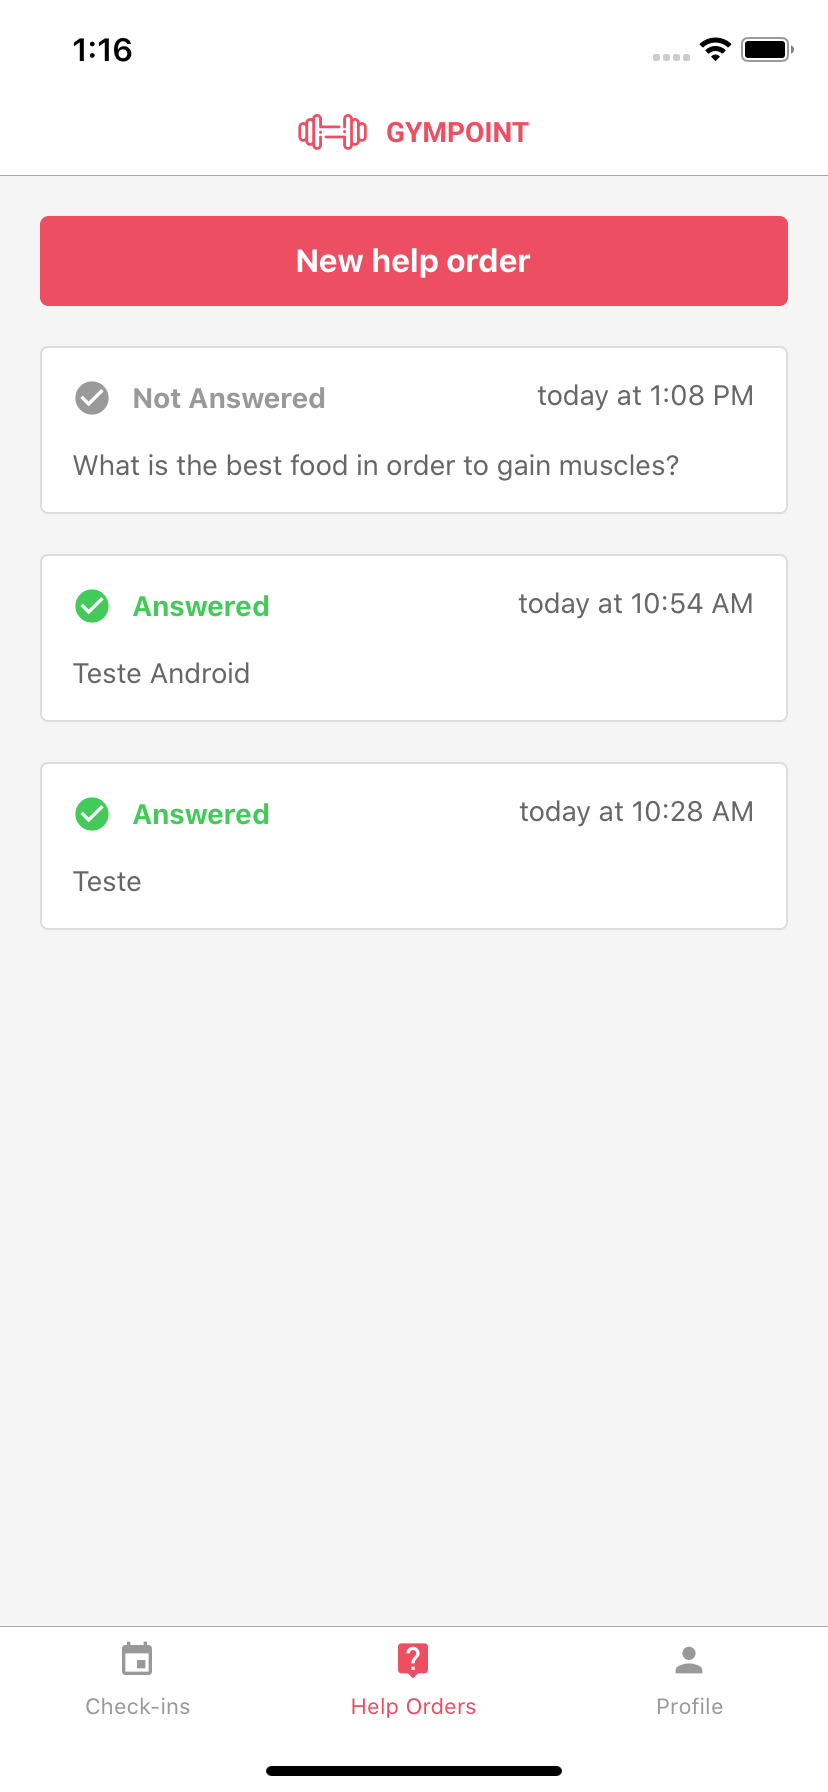 1:16
GYMPOINT
New help order
Not Answered today at 1:08 PM
What is the best food in order to gain muscles?
Answered today at 10:54 AM
Teste Android
Answered today at 10:28 AM
Teste
Check-ins Help Orders Profile